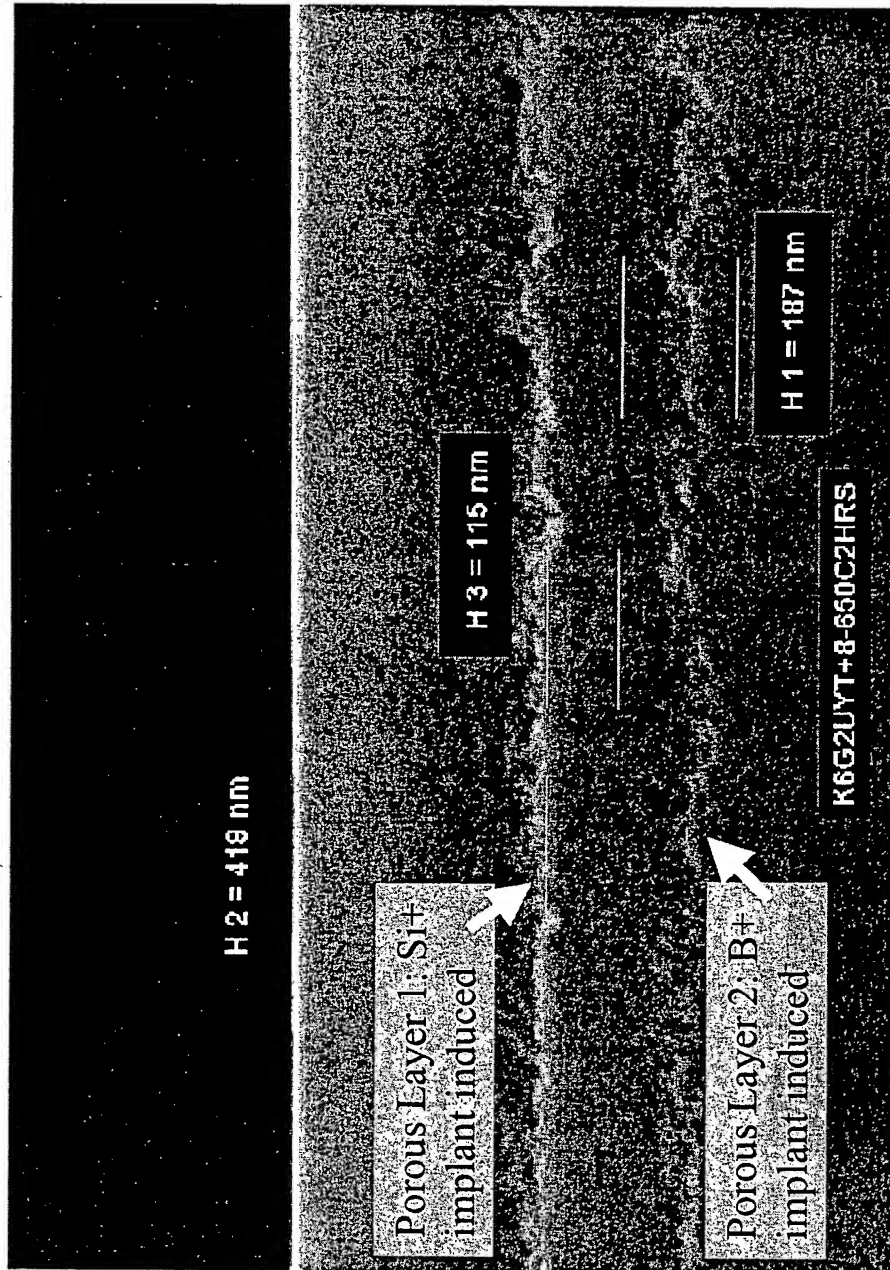 H 2 = 419 nm
H 3 = 115 nm
Porous Layer 1: Si+
implant induced
H 1 = 187 nm
Porous Layer 2: B+
implant induced
K6G2UYT+8-650C2HRS